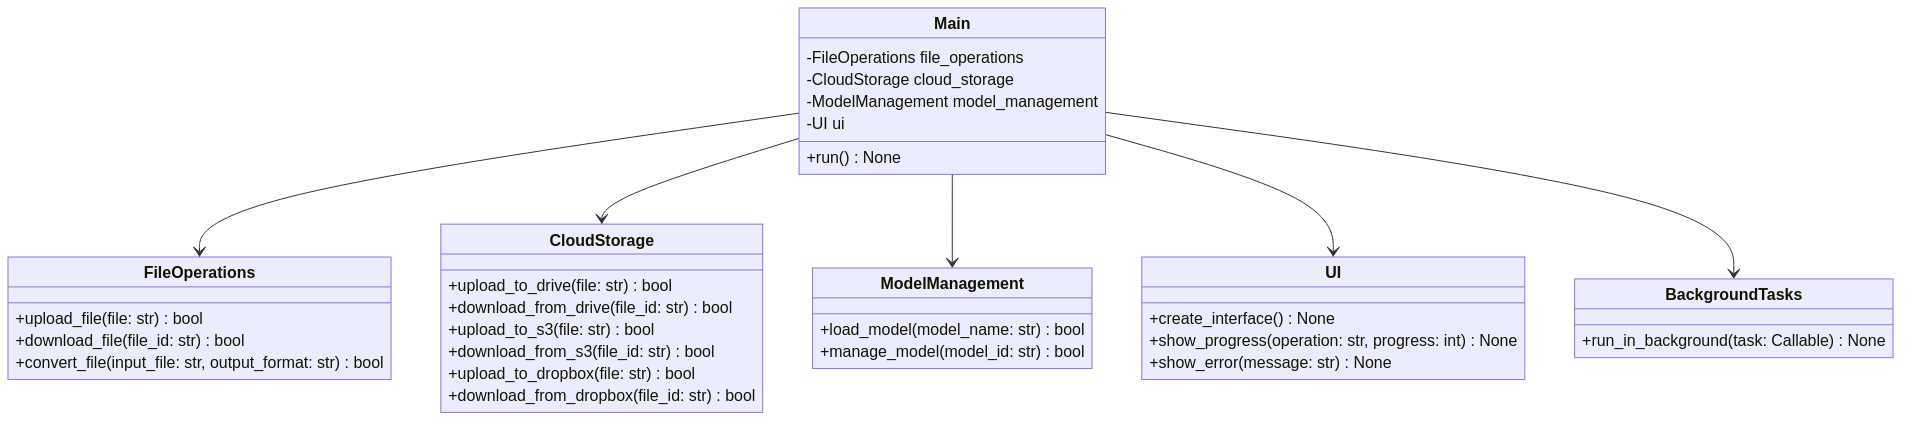 Main
-FileOperations file_operations
-CloudStorage cloud_storage
-ModelManagement model_management
-UI ui
+run() : None
FileOperations
+upload_file(file: str) : bool
+download_file(file_id: str) : bool
+convert_file(input_file: str, output_format: str) : bool
CloudStorage
+upload_to_drive(file: str) : bool
+download_from_drive(file_id: str) : bool
+upload_to_s3(file: str) : bool
+download_from_s3(file_id: str) : bool
+upload_to_dropbox(file: str) : bool
+download_from_dropbox(file_id: str) : bool
ModelManagement
+load_model(model_name: str) : bool
+manage_model(model_id: str) : bool
UI
+create_interface() : None
+show_progress(operation: str, progress: int) : None
+show_error(message: str) : None
BackgroundTasks
+run_in_background(task: Callable) : None